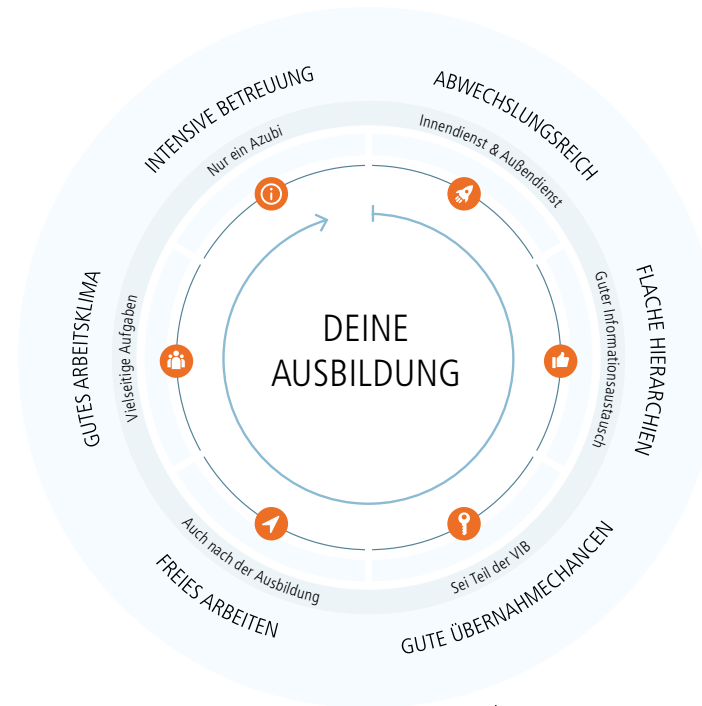 DEINE
AUSBILDUNG
ABWECHSLUNGSREICH
Innendienst & Außendienst
FLACHE HIERARCHIEN
Guter Informationsaustausch
GUTE ÜBERNAHMECHANCEN
Sei Teil der VIB
FREIES ARBEITEN
Auch nach der Ausbildung
GUTES ARBEITSKLIMA
Vielseitige Aufgaben
INTENSIVE BETREUUNG
Nur ein Azubi